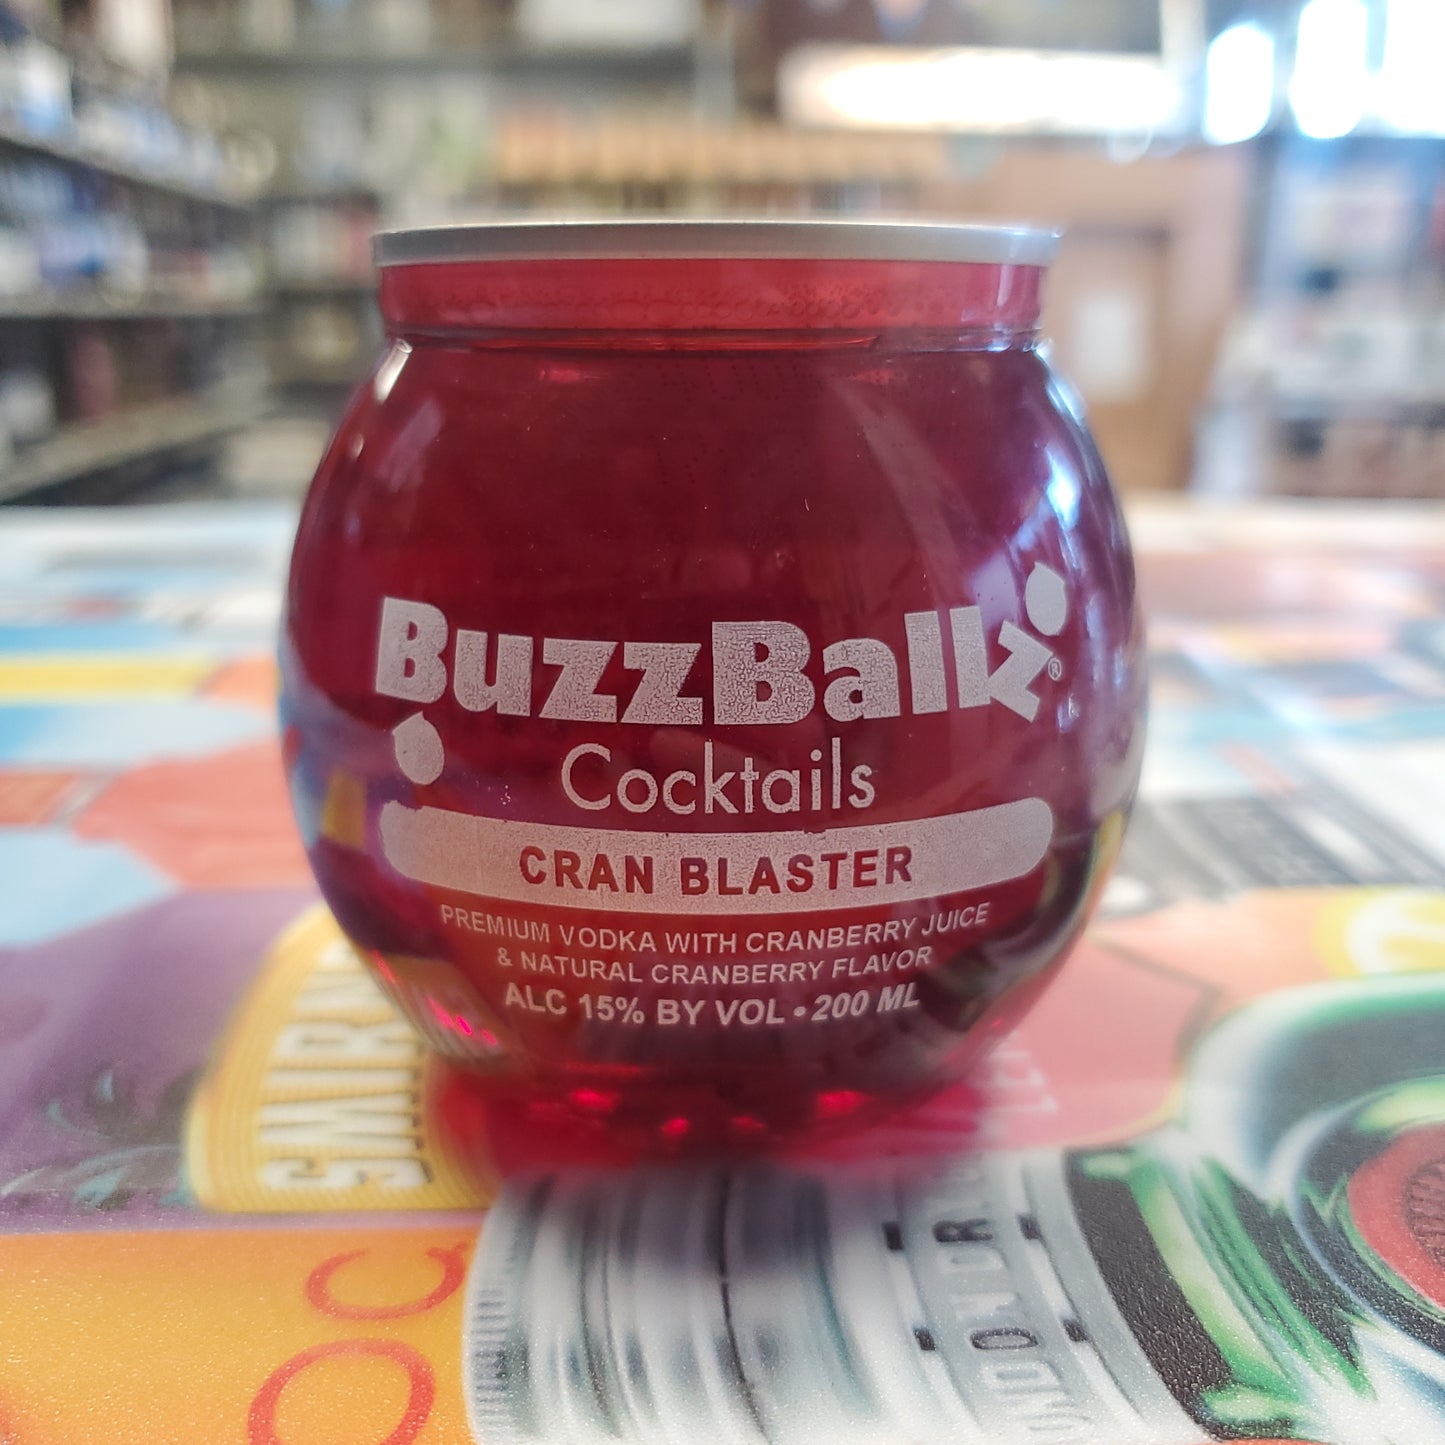 BuzzBallz®
Cocktails
CRAN BLASTER
PREMIUM VODKA WITH CRANBERRY JUICE
& NATURAL CRANBERRY FLAVOR
ALC 15% BY VOL • 200 ML